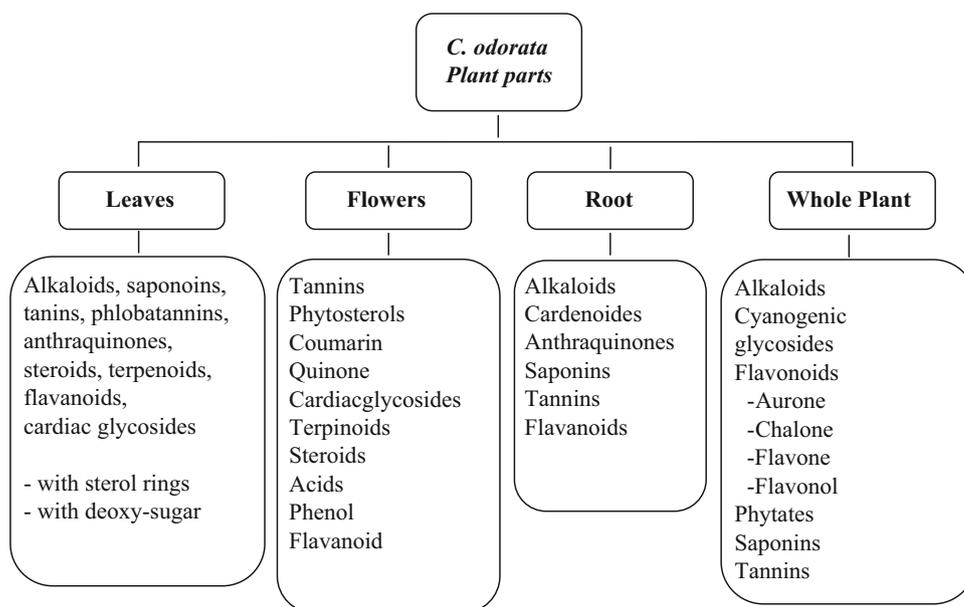 C. odorata
Plant parts
Leaves
Alkaloids, saponoins,
tanins, phlobatannins,
anthraquinones,
steroids, terpenoids,
flavanoids,
cardiac glycosides
- with sterol rings
- with deoxy-sugar
Flowers
Tannins
Phytosterols
Coumarin
Quinone
Cardiacglycosides
Terpinoids
Steroids
Acids
Phenol
Flavanoid
Root
Alkaloids
Cardenoides
Anthraquinones
Saponins
Tannins
Flavanoids
Whole Plant
Alkaloids
Cyanogenic
glycosides
Flavonoids
-Aurone
-Chalone
-Flavone
-Flavonol
Phytates
Saponins
Tannins